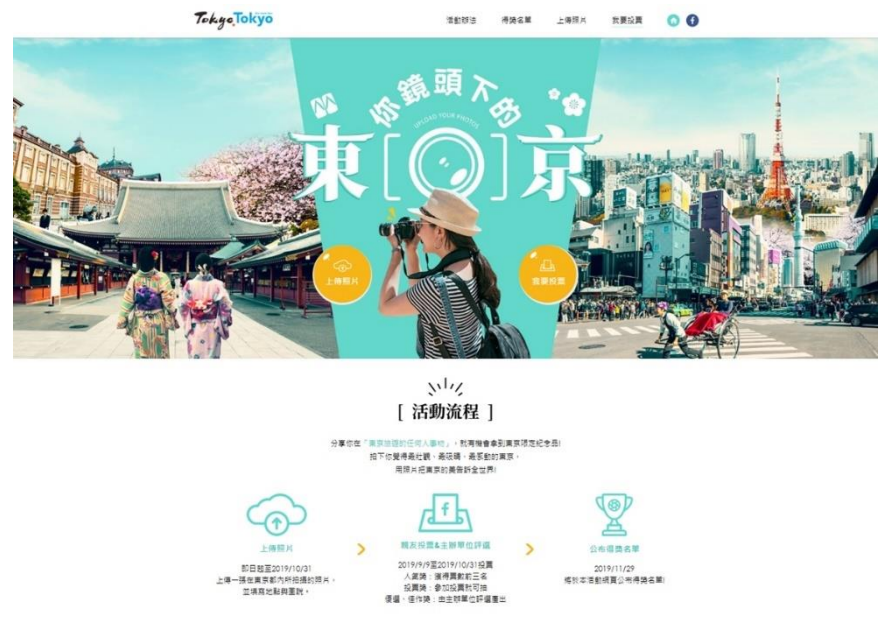 Tokyo Tokyo
活動辦法 得獎名單 上傳照片 我要投票
你鏡頭下的
UPLOAD YOUR PHOTOS
東 京
上傳照片
我要投票
[ 活動流程 ]
分享你在「東京旅遊的任何人事物」，就有機會拿到東京限定紀念品!
拍下你覺得最壯觀、最吸睛、最感動的東京，
用照片把東京的美告訴全世界!
上傳照片
即日起至2019/10/31
上傳一張在東京都內所拍攝的照片，
並填寫地點與圖說。
親友投票&主辦單位評選
2019/9/9至2019/10/31投票
人氣獎：獲得票數前三名
投票獎：參加投票就可抽
優選、佳作獎：由主辦單位評選產出
公布得獎名單
2019/11/29
將於本活動網頁公布得獎名單!